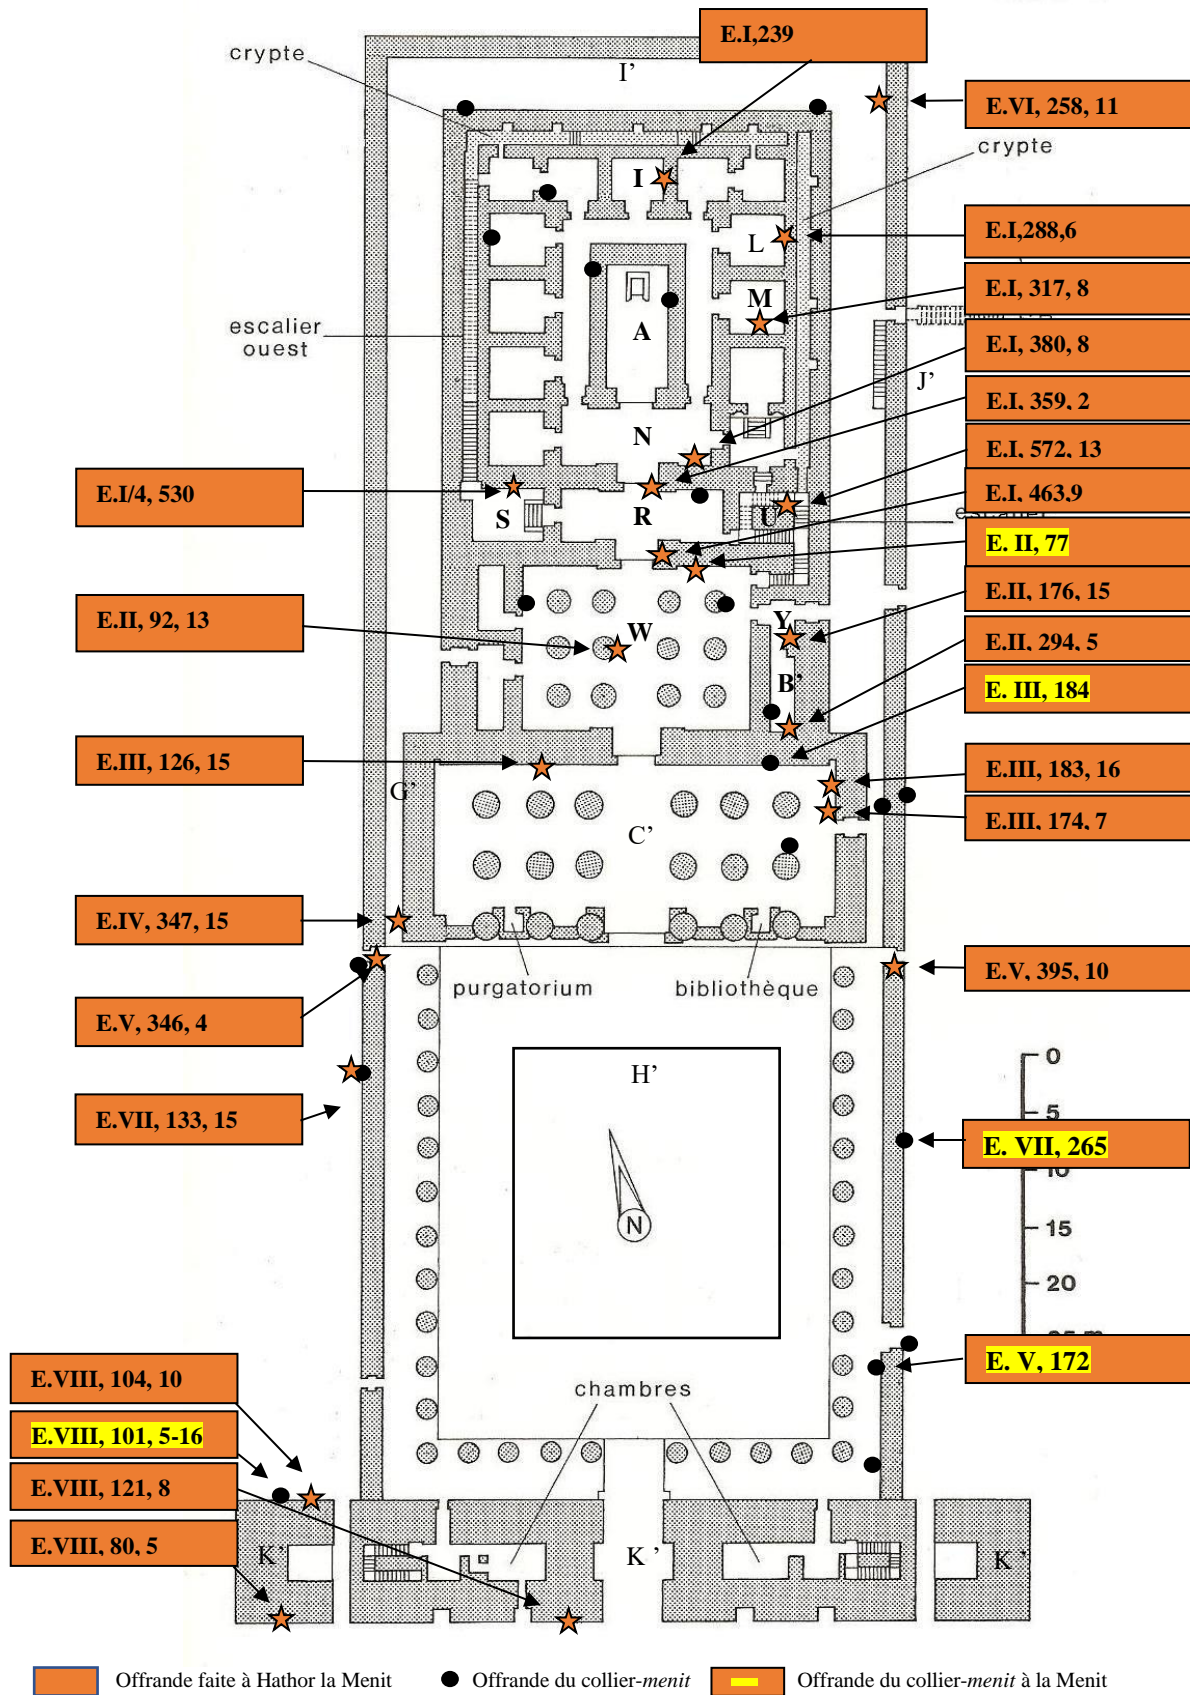 E.I,239
crypte
I'
E.VI, 258, 11
crypte
I
E.I,288,6
L
E.I, 317, 8
M
escalier
ouest
A
E.I, 380, 8
J'
E.I, 359, 2
N
E.I, 572, 13
E.I/4, 530
S
R
U
E.I, 463,9
E. II, 77
E.II, 92, 13
W
Y
E.II, 176, 15
E.II, 294, 5
B'
E. III, 184
E.III, 126, 15
E.III, 183, 16
G'
C'
E.III, 174, 7
E.IV, 347, 15
purgatorium
bibliothèque
E.V, 395, 10
E.V, 346, 4
H'
0
5
E.VII, 133, 15
E. VII, 265
10
N
15
20
E. V, 172
E.VIII, 104, 10
chambres
E.VIII, 101, 5-16
E.VIII, 121, 8
E.VIII, 80, 5
K'
K'
K'
Offrande faite à Hathor la Menit
Offrande du collier-menit
Offrande du collier-menit à la Menit